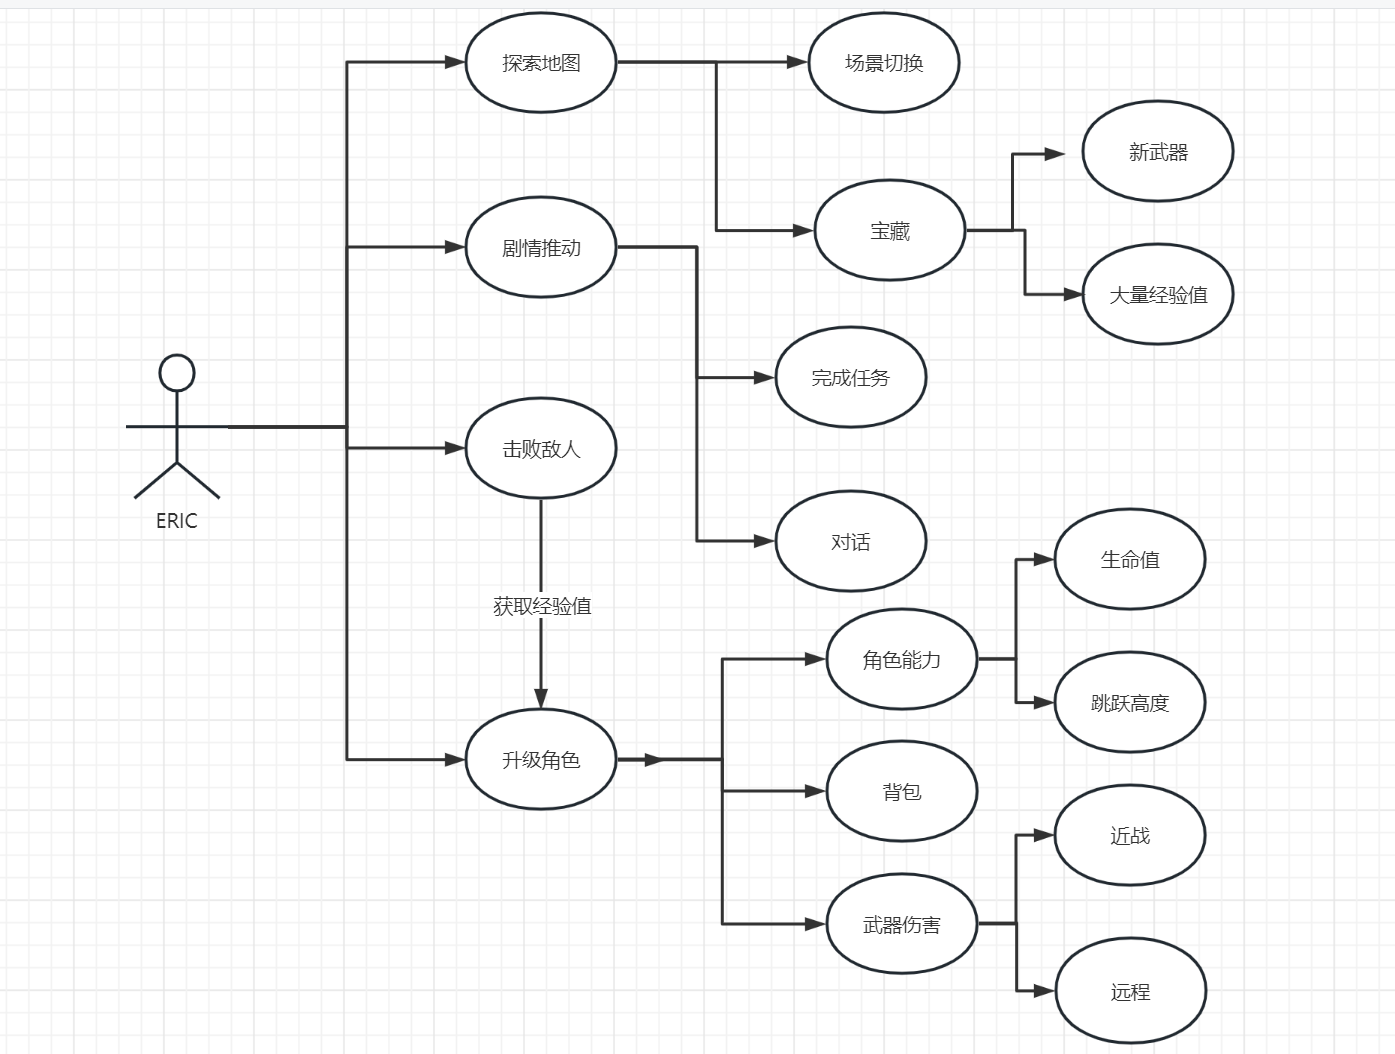 探索地图
场景切换
新武器
宝藏
剧情推动
大量经验值
完成任务
击败敌人
ERIC
对话
生命值
获取经验值
角色能力
跳跃高度
升级角色
背包
近战
武器伤害
远程